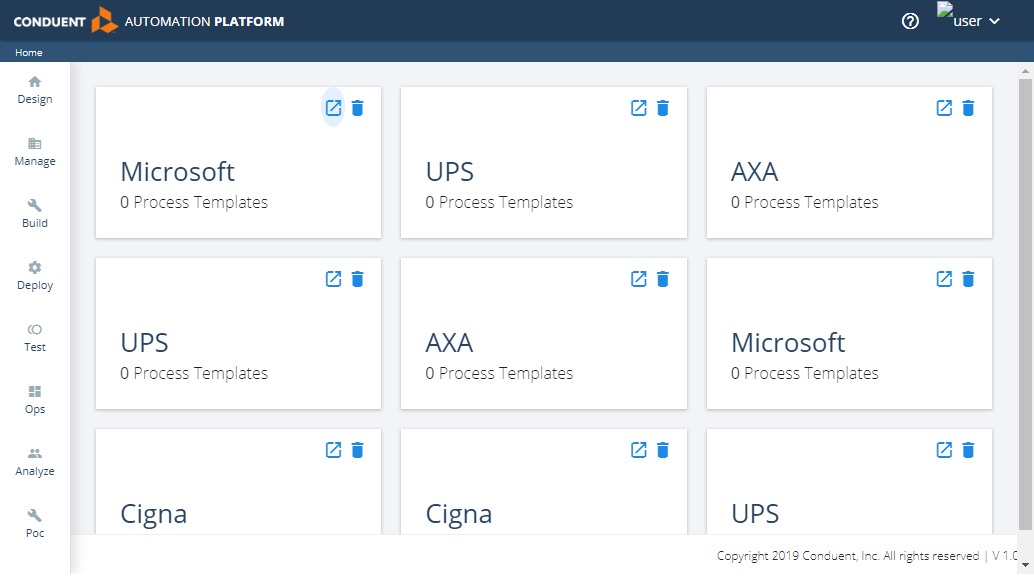 CONDUENT AUTOMATION PLATFORM
user
Home
Design
Manage
Build
Deploy
Test
Ops
Analyze
Poc
Microsoft
0 Process Templates
UPS
0 Process Templates
AXA
0 Process Templates
UPS
0 Process Templates
AXA
0 Process Templates
Microsoft
0 Process Templates
Cigna
Cigna
UPS
Copyright 2019 Conduent, Inc. All rights reserved | V 1.0